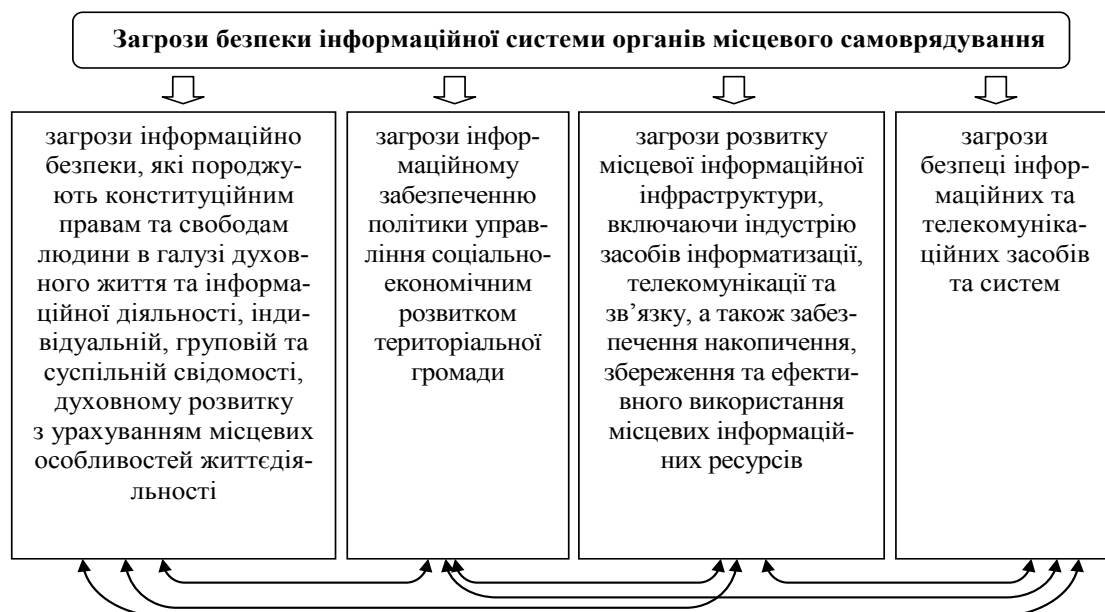 Загрози безпеки інформаційної системи органів місцевого самоврядування
загрози інформаційно
безпеки, які породжу-
ють конституційним
правам та свободам
людини в галузі духов-
ного життя та інформа-
ційної діяльності, інди-
відуальній, груповій та
суспільній свідомості,
духовному розвитку
з урахуванням місцевих
особливостей життєдія-
льності
загрози інфор-
маційному
забезпеченню
політики управ-
ління соціально-
економічним
розвитком
територіальної
громади
загрози розвитку
місцевої інформаційної
інфраструктури,
включаючи індустрію
засобів інформатизації,
телекомунікації та
зв’язку, а також забез-
печення накопичення,
збереження та ефекти-
вного використання
місцевих інформацій-
них ресурсів
загрози
безпеці інфор-
маційних та
телекомуніка-
ційних засобів
та систем